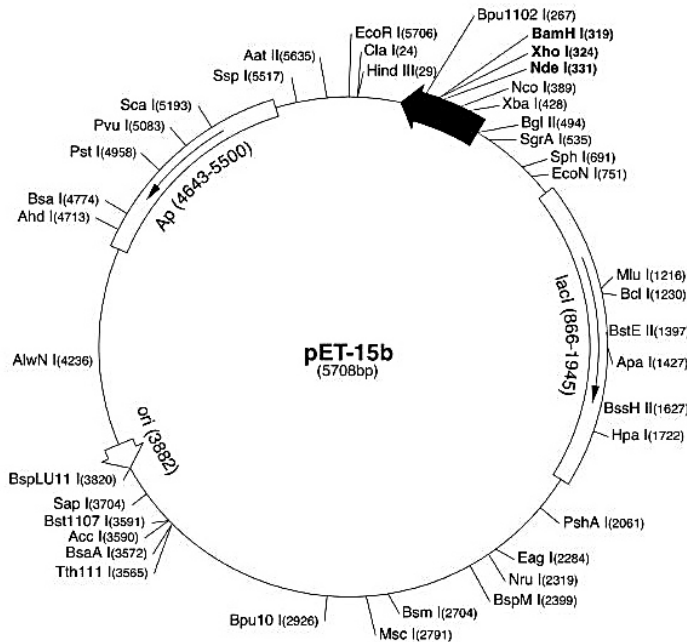 EcoR I(5706)
Cla I(24)
Hind III(29)
Bpu1102 I(267)
BamH I(319)
Xho I(324)
Nde I(331)
Nco I(389)
Xba I(428)
Bgl II(494)
SgrA I(535)
Sph I(691)
EcoN I(751)
lacI (866-1945)
Mlu I(1216)
Bcl I(1230)
BstE II(1397)
Apa I(1427)
BssH II(1627)
Hpa I(1722)
PshA I(2061)
Eag I(2284)
Nru I(2319)
BspM I(2399)
Bsm I(2704)
Msc I(2791)
Bpu10 I(2926)
Tth111 I(3565)
BsaA I(3572)
Acc I(3590)
Bst1107 I(3591)
Sap I(3704)
BspLU11 I(3820)
ori (3882)
AlwN I(4236)
Ahd I(4713)
Bsa I(4774)
Pst I(4958)
Pvu I(5083)
Sca I(5193)
Ap (4643-5500)
Ssp I(5517)
Aat II(5635)
pET-15b
(5708bp)